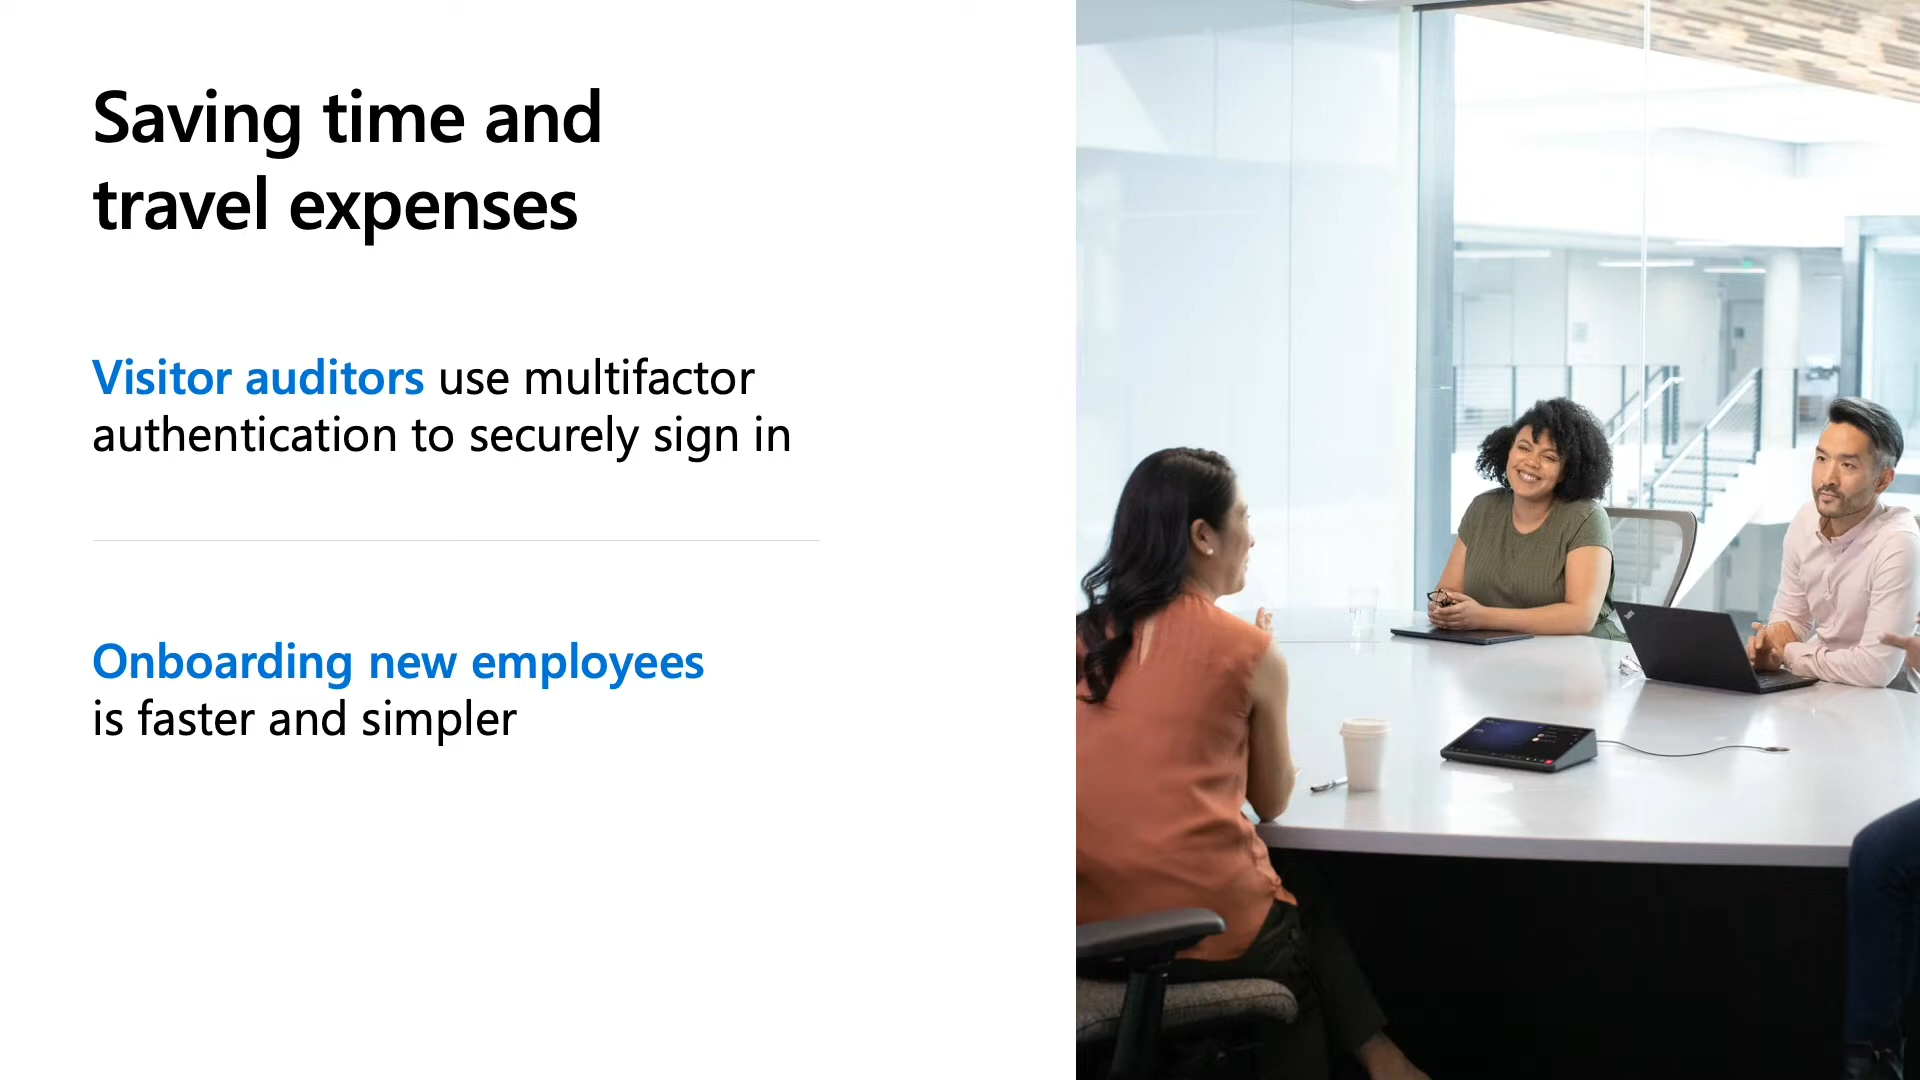 Saving time and
travel expenses
Visitor auditors use multifactor
authentication to securely sign in
Onboarding new employees
is faster and simpler